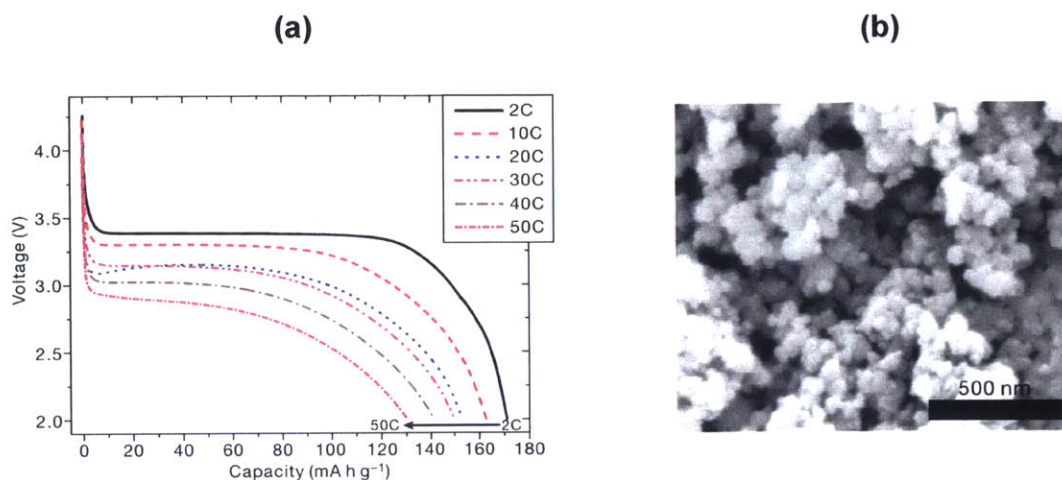 (a)
(b)
2C
10C
20C
30C
40C
50C
4.0
3.5
3.0
2.5
2.0
Voltage (V)
50C 2C
0 20 40 60 80 100 120 140 160 180
Capacity (mA h g⁻¹)
500 nm